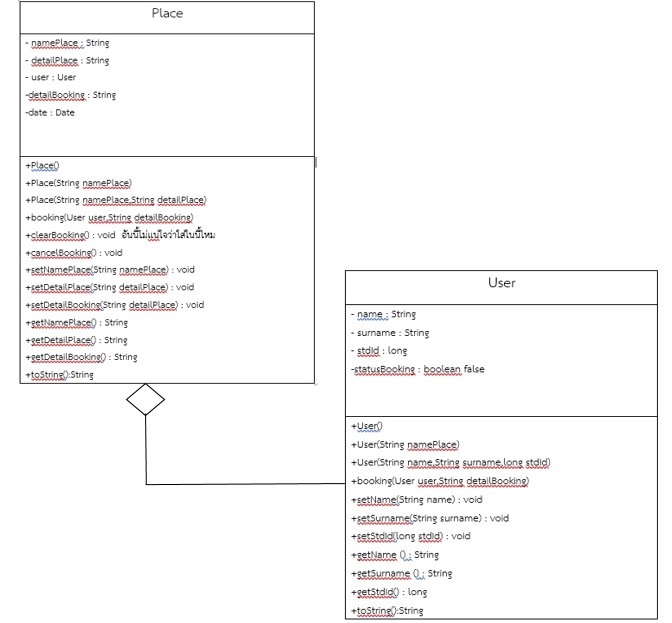 Place
- namePlace : String
- detailPlace : String
- user : User
-detailBooking : String
-date : Date
+Place()
+Place(String namePlace)
+Place(String namePlace,String detailPlace)
+booking(User user,String detailBooking)
+clearBooking() : void อันนี้ไม่แน่ใจว่าใส่ในนี้ไหม
+cancelBooking() : void
+setNamePlace(String namePlace) : void
+setDetailPlace(String detailPlace) : void
+setDetailBooking(String detailPlace) : void
+getNamePlace() : String
+getDetailPlace() : String
+getDetailBooking() : String
+toString():String
User
- name : String
- surname : String
- stdid : long
-statusBooking : boolean false
+User()
+User(String namePlace)
+User(String name,String surname,long stdid)
+booking(User user,String detailBooking)
+setName(String name) : void
+setSurname(String surname) : void
+setStdid(long stdid) : void
+getName () : String
+getSurname () : String
+getStdid() : long
+toString():String